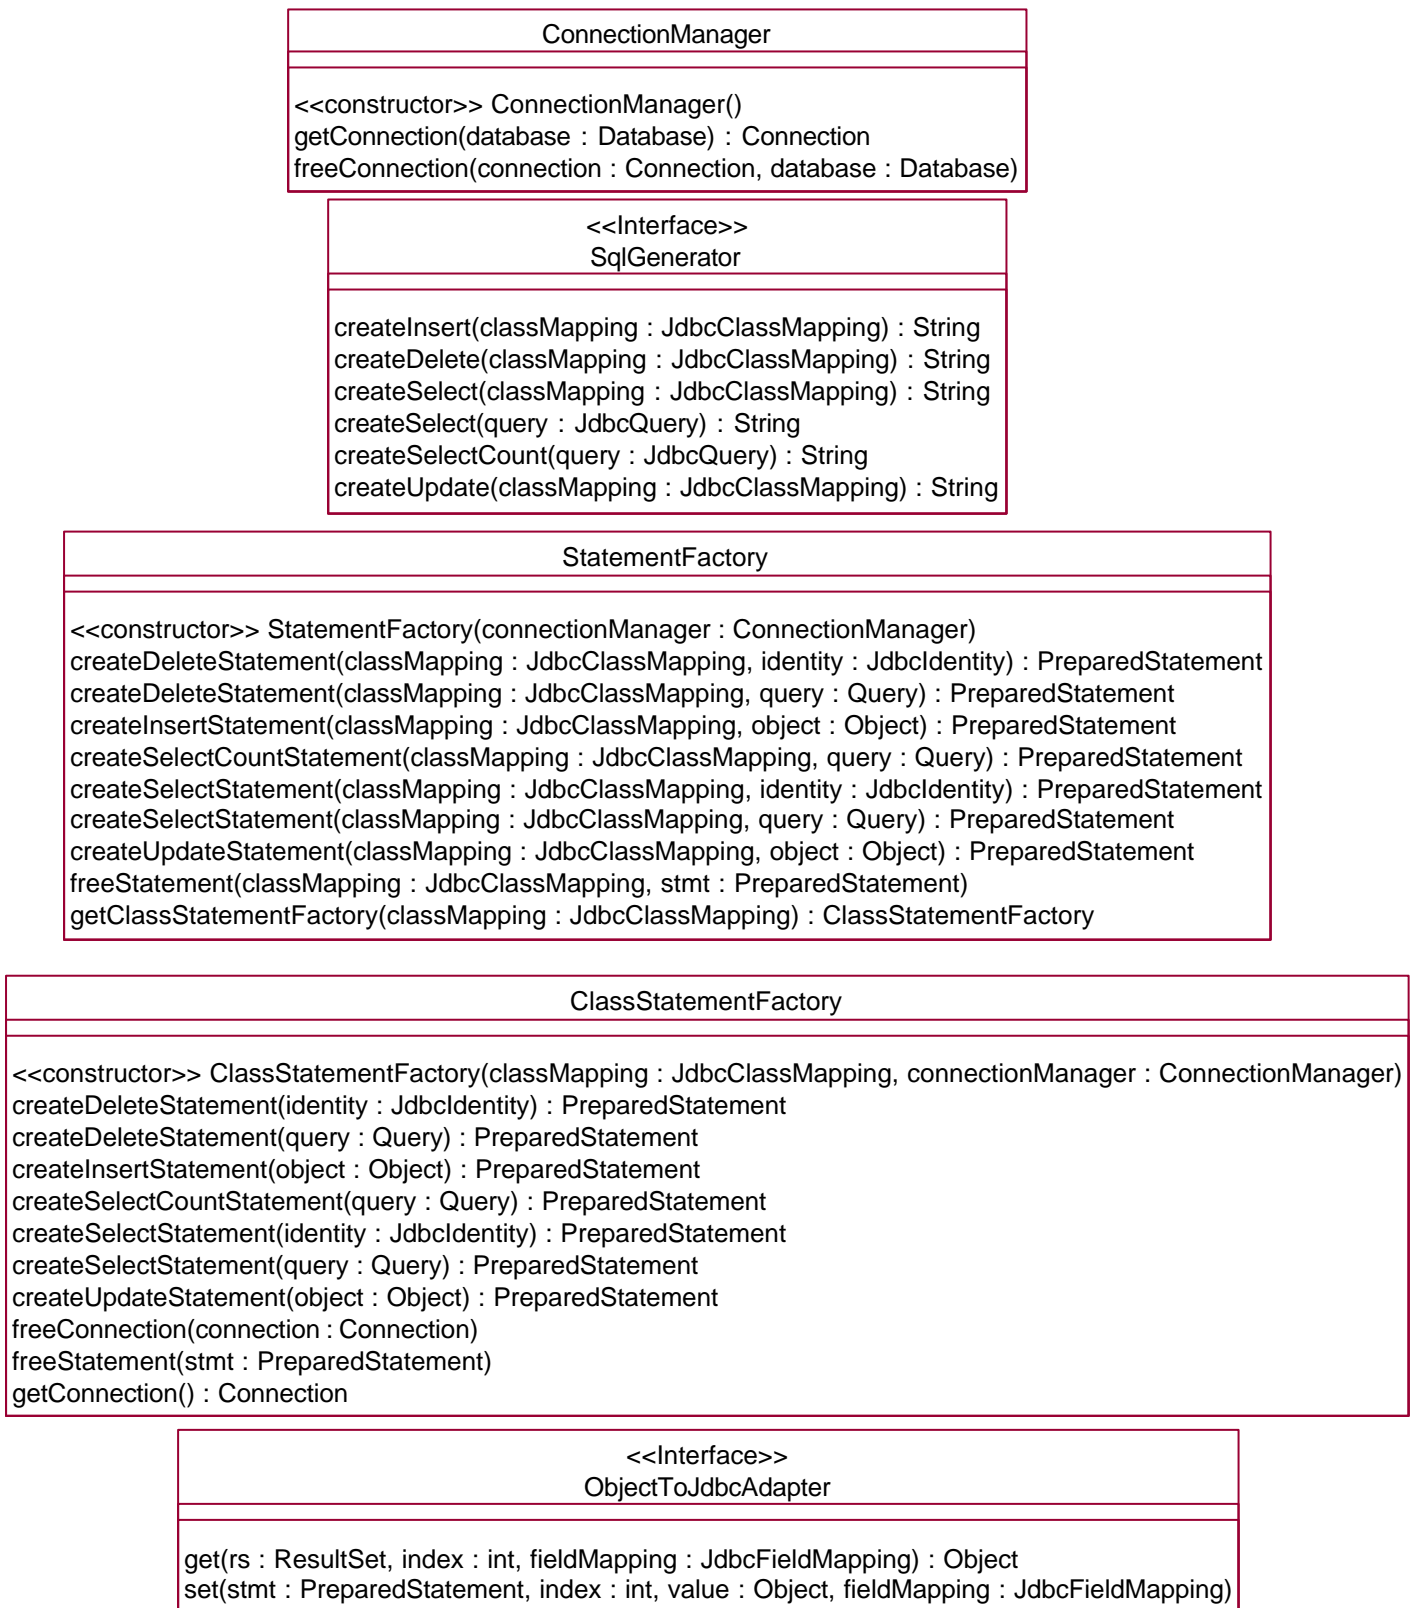 ConnectionManager
<<constructor>> ConnectionManager()
getConnection(database : Database) : Connection
freeConnection(connection : Connection, database : Database)
<<Interface>>
SqlGenerator
createInsert(classMapping : JdbcClassMapping) : String
createDelete(classMapping : JdbcClassMapping) : String
createSelect(classMapping : JdbcClassMapping) : String
createSelect(query : JdbcQuery) : String
createSelectCount(query : JdbcQuery) : String
createUpdate(classMapping : JdbcClassMapping) : String
StatementFactory
<<constructor>> StatementFactory(connectionManager : ConnectionManager)
createDeleteStatement(classMapping : JdbcClassMapping, identity : JdbcIdentity) : PreparedStatement
createDeleteStatement(classMapping : JdbcClassMapping, query : Query) : PreparedStatement
createInsertStatement(classMapping : JdbcClassMapping, object : Object) : PreparedStatement
createSelectCountStatement(classMapping : JdbcClassMapping, query : Query) : PreparedStatement
createSelectStatement(classMapping : JdbcClassMapping, identity : JdbcIdentity) : PreparedStatement
createSelectStatement(classMapping : JdbcClassMapping, query : Query) : PreparedStatement
createUpdateStatement(classMapping : JdbcClassMapping, object : Object) : PreparedStatement
freeStatement(classMapping : JdbcClassMapping, stmt : PreparedStatement)
getClassStatementFactory(classMapping : JdbcClassMapping) : ClassStatementFactory
ClassStatementFactory
<<constructor>> ClassStatementFactory(classMapping : JdbcClassMapping, connectionManager : ConnectionManager)
createDeleteStatement(identity : JdbcIdentity) : PreparedStatement
createDeleteStatement(query : Query) : PreparedStatement
createInsertStatement(object : Object) : PreparedStatement
createSelectCountStatement(query : Query) : PreparedStatement
createSelectStatement(identity : JdbcIdentity) : PreparedStatement
createSelectStatement(query : Query) : PreparedStatement
createUpdateStatement(object : Object) : PreparedStatement
freeConnection(connection : Connection)
freeStatement(stmt : PreparedStatement)
getConnection() : Connection
<<Interface>>
ObjectToJdbcAdapter
get(rs : ResultSet, index : int, fieldMapping : JdbcFieldMapping) : Object
set(stmt : PreparedStatement, index : int, value : Object, fieldMapping : JdbcFieldMapping)